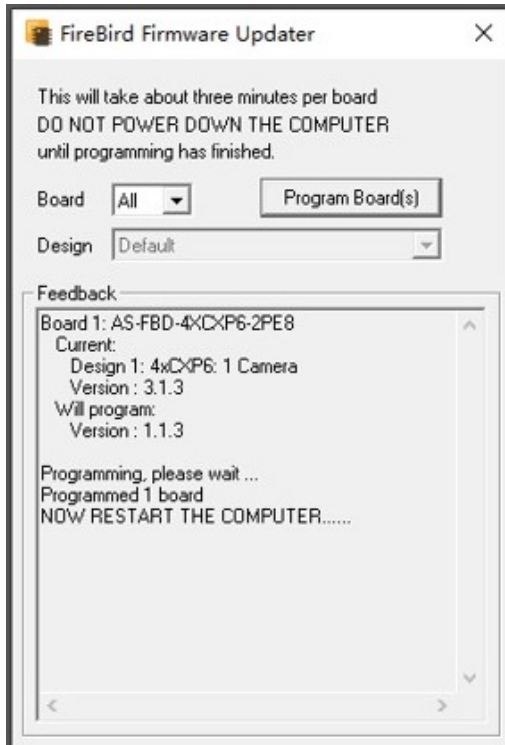 FireBird Firmware Updater
This will take about three minutes per board
DO NOT POWER DOWN THE COMPUTER
until programming has finished.
Board All Program Board(s)
Design Default
Feedback
Board 1: AS-FBD-4XCXP6-2PE8
Current:
Design 1: 4xCXP6: 1 Camera
Version : 3.1.3
Will program:
Version : 1.1.3
Programming, please wait ...
Programmed 1 board
NOW RESTART THE COMPUTER......